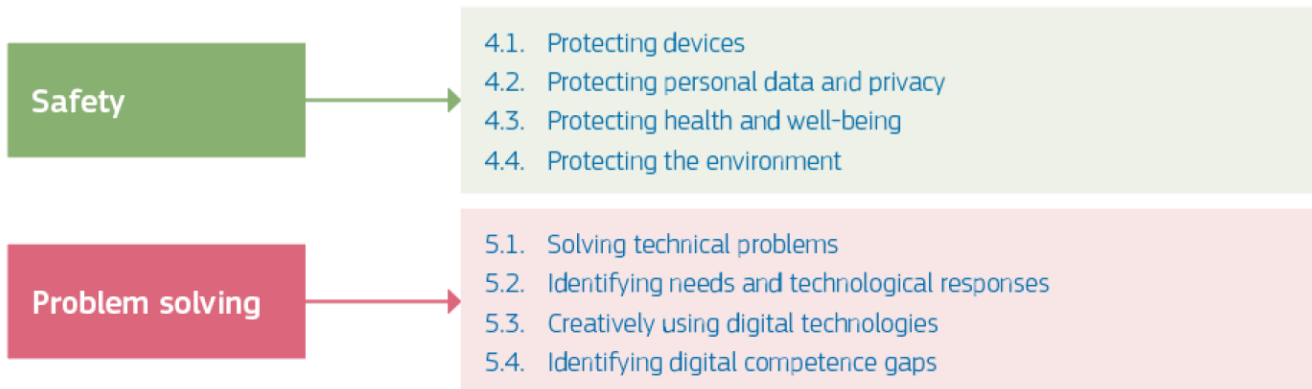 Safety
4.1. Protecting devices
4.2. Protecting personal data and privacy
4.3. Protecting health and well-being
4.4. Protecting the environment
Problem solving
5.1. Solving technical problems
5.2. Identifying needs and technological responses
5.3. Creatively using digital technologies
5.4. Identifying digital competence gaps